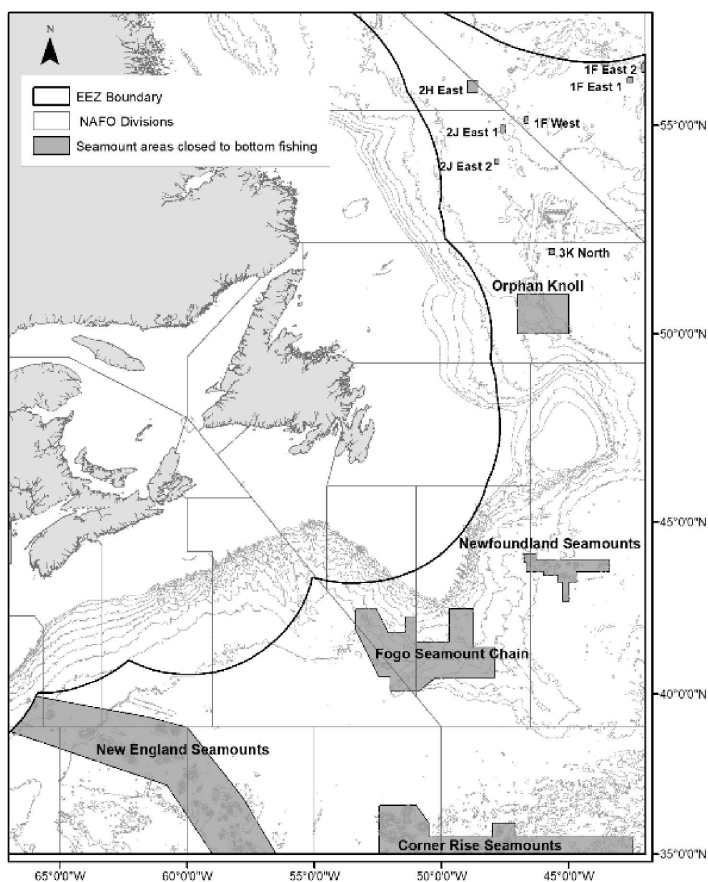 N
EEZ Boundary
NAFO Divisions
Seamount areas closed to bottom fishing
1F East 2
1F East 1
2H East
1F West
2J East 1
2J East 2
3K North
Orphan Knoll
Newfoundland Seamounts
Fogo Seamount Chain
New England Seamounts
Corner Rise Seamounts
55°0'0"N
50°0'0"N
45°0'0"N
40°0'0"N
35°0'0"N
65°0'0"W
60°0'0"W
55°0'0"W
50°0'0"W
45°0'0"W